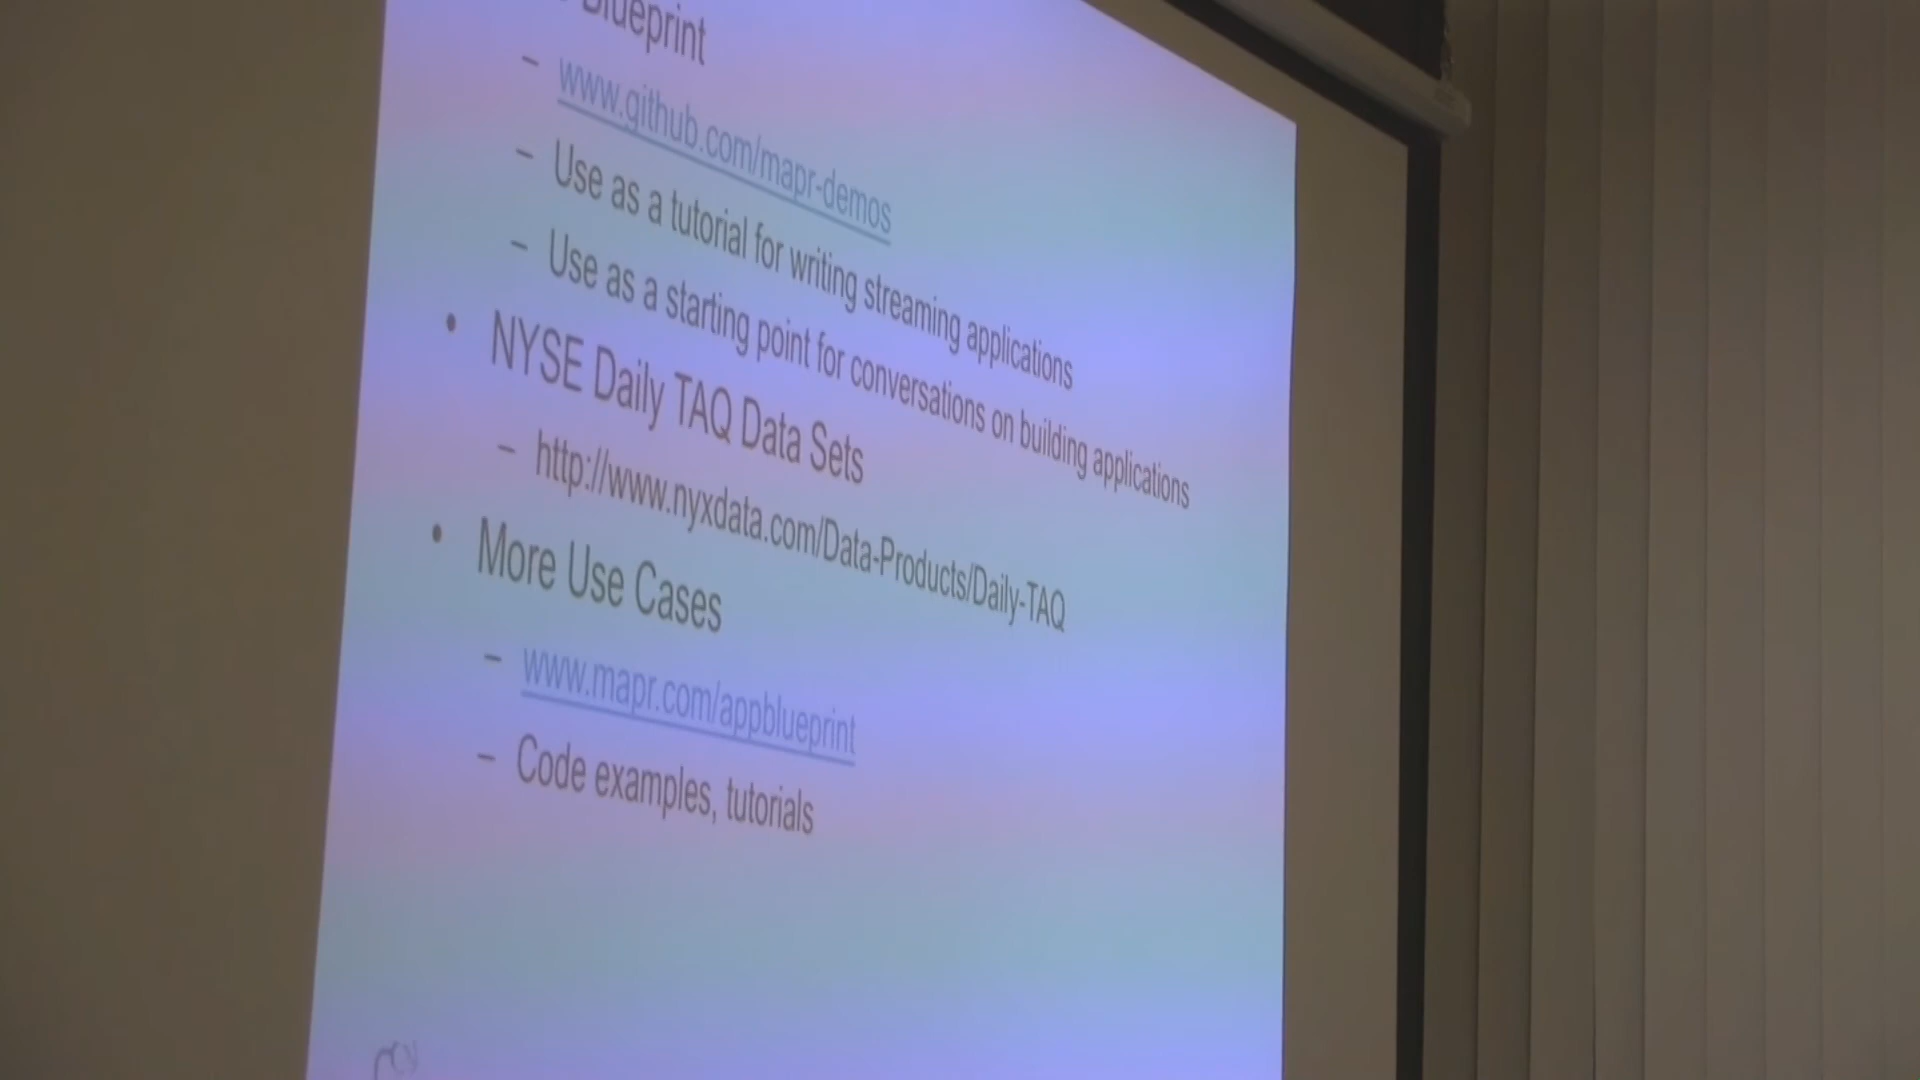 Blueprint
– www.github.com/mapr-demos
– Use as a tutorial for writing streaming applications
– Use as a starting point for conversations on building applications
• NYSE Daily TAQ Data Sets
– http://www.nyxdata.com/Data-Products/Daily-TAQ
• More Use Cases
– www.mapr.com/appblueprint
– Code examples, tutorials